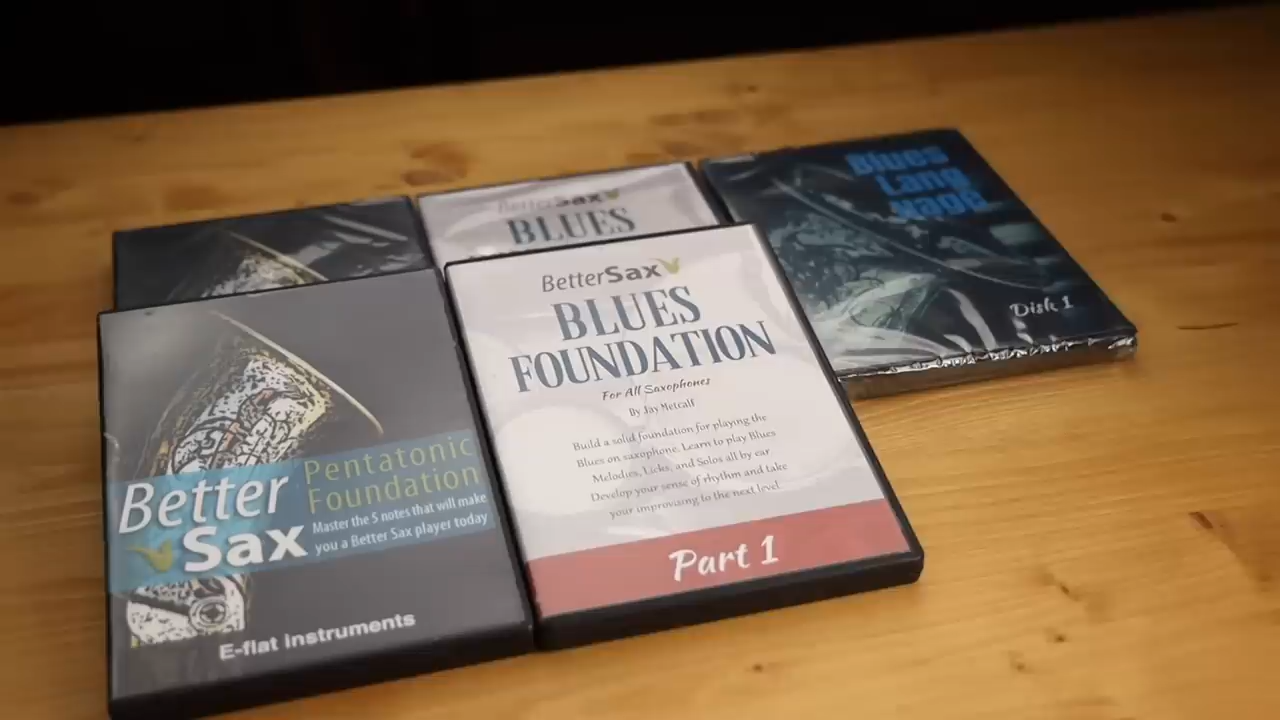 BetterSax
BLUES
Blues
Lang
uage
Disk 1
BetterSax
BLUES
FOUNDATION
For All Saxophones
By Jay Metcalf
Build a solid foundation for playing the
Blues on saxophone. Learn to play Blues
Melodies, Licks, and Solos all by ear.
Develop your sense of rhythm and take
your improvising to the next level.
Part 1
Better
Sax
Pentatonic
Foundation
Master the 5 notes that will make
you a Better Sax player today
E-flat instruments